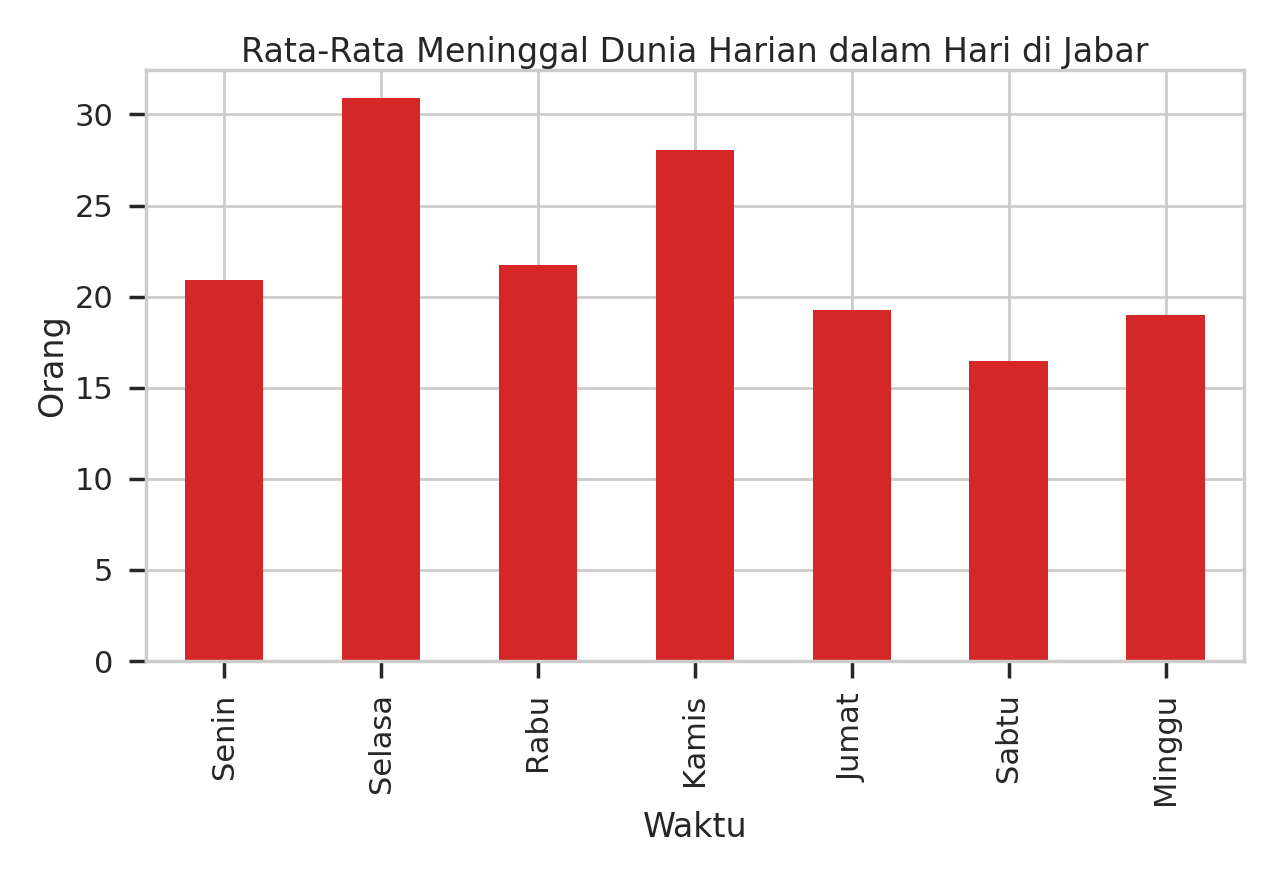 Rata-Rata Meninggal Dunia Harian dalam Hari di Jabar
30
25
20
15
10
5
0
Orang
Senin
Selasa
Rabu
Kamis
Jumat
Sabtu
Minggu
Waktu